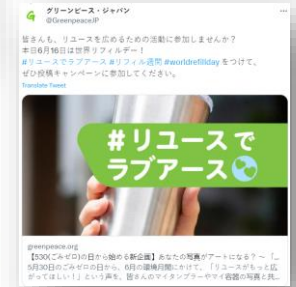 グリーンピース・ジャパン
@GreenpeaceJP
皆さんも、リユースを広めるための活動に参加しませんか？
本日6月16日は世界リフィルデー！
#リユースでラブアース #リフィル週間 #worldrefillday をつけて、
ぜひ投稿キャンペーンに参加してください。
Translate Tweet
#リユースで
ラブアース
greenpeace.org
【530(ごみゼロ)の日から始める新企画】あなたの写真がアートになる？ ～「...
5月30日のごみゼロの日から、6月の環境月間にかけて、「リユースがもっと広
がってほしい！」という声を、皆さんのマイタンブラーやマイ容器の写真と共...